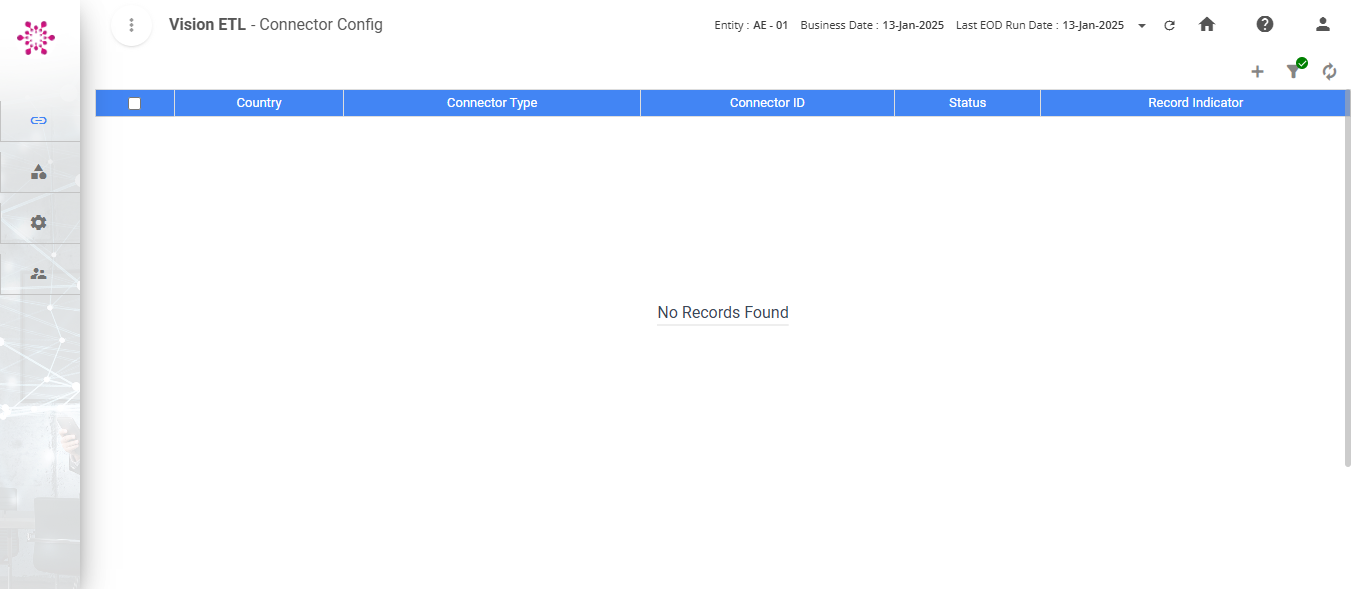 Vision ETL - Connector Config
Entity : AE - 01 Business Date : 13-Jan-2025 Last EOD Run Date : 13-Jan-2025
Country Connector Type Connector ID Status Record Indicator
No Records Found